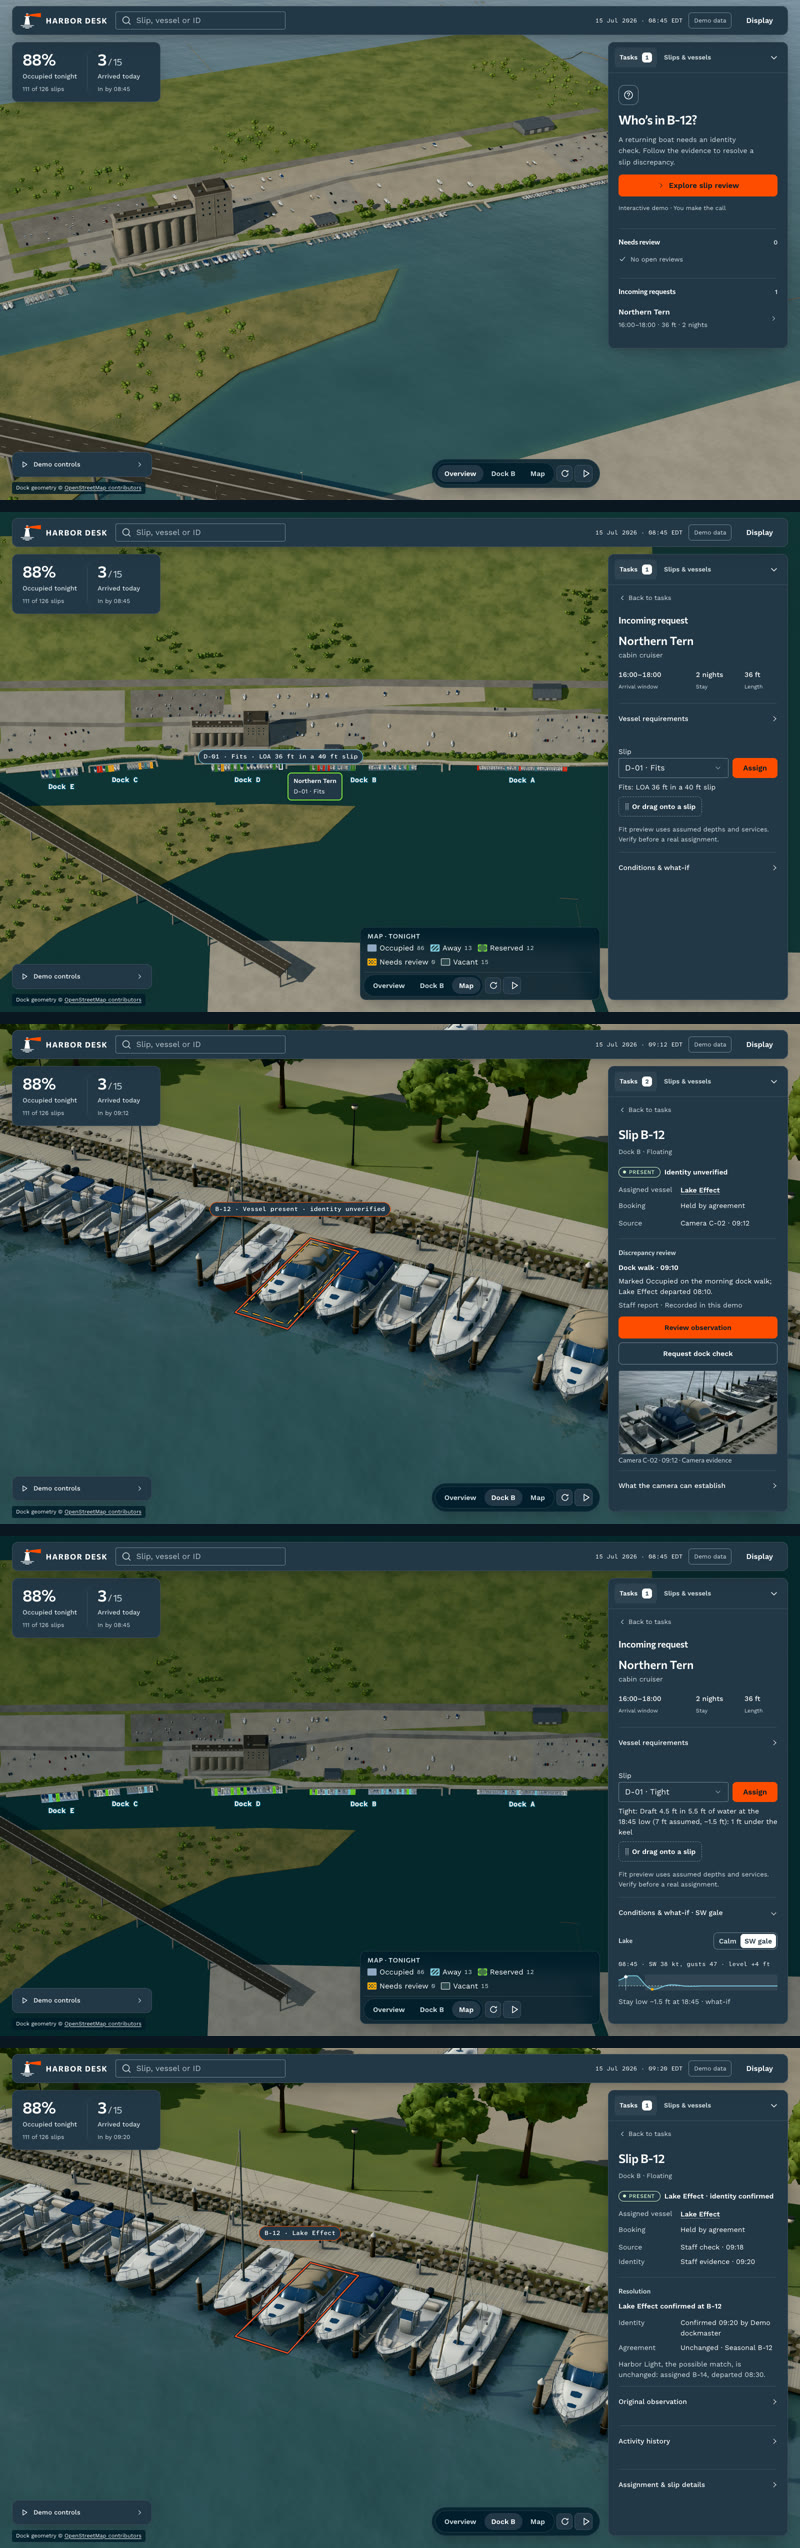 HARBOR DESK
Slip, vessel or ID
15 Jul 2026 · 08:45 EDT
Demo data
Display
88%
Occupied tonight
111 of 126 slips
3/15
Arrived today
In by 08:45
Tasks 1
Slips & vessels
Who's in B-12?
A returning boat needs an identity
check. Follow the evidence to resolve a
slip discrepancy.
Explore slip review
Interactive demo · You make the call
Needs review 0
No open reviews
Incoming requests 1
Northern Tern
16:00–18:00 · 36 ft · 2 nights
Demo controls
Dock geometry © OpenStreetMap contributors
Overview
Dock B
Map
HARBOR DESK
Slip, vessel or ID
15 Jul 2026 · 08:45 EDT
Demo data
Display
88%
Occupied tonight
111 of 126 slips
3/15
Arrived today
In by 08:45
Tasks 1
Slips & vessels
Back to tasks
Incoming request
Northern Tern
cabin cruiser
16:00–18:00
Arrival window
2 nights
Stay
36 ft
Length
Vessel requirements
Slip
D-01 · Fits
Assign
Fits: LOA 36 ft in a 40 ft slip
Or drag onto a slip
Fit preview uses assumed depths and services.
Verify before a real assignment.
Conditions & what-if
D-01 · Fits · LOA 36 ft in a 40 ft slip
Northern Tern
D-01 · Fits
Dock E
Dock C
Dock D
Dock B
Dock A
MAP · TONIGHT
Occupied 86
Away 13
Reserved 12
Needs review 0
Vacant 15
Overview
Dock B
Map
Demo controls
Dock geometry © OpenStreetMap contributors
HARBOR DESK
Slip, vessel or ID
15 Jul 2026 · 09:12 EDT
Demo data
Display
88%
Occupied tonight
111 of 126 slips
3/15
Arrived today
In by 09:12
Tasks 2
Slips & vessels
Back to tasks
Slip B-12
Dock B · Floating
PRESENT
Identity unverified
Assigned vessel Lake Effect
Booking Held by agreement
Source Camera C-02 · 09:12
Discrepancy review
Dock walk · 09:10
Marked Occupied on the morning dock walk;
Lake Effect departed 08:10.
Staff report · Recorded in this demo
Review observation
Request dock check
Camera C-02 · 09:12 · Camera evidence
What the camera can establish
B-12 · Vessel present · identity unverified
Demo controls
Dock geometry © OpenStreetMap contributors
Overview
Dock B
Map
HARBOR DESK
Slip, vessel or ID
15 Jul 2026 · 08:45 EDT
Demo data
Display
88%
Occupied tonight
111 of 126 slips
3/15
Arrived today
In by 08:45
Tasks 1
Slips & vessels
Back to tasks
Incoming request
Northern Tern
cabin cruiser
16:00–18:00
Arrival window
2 nights
Stay
36 ft
Length
Vessel requirements
Slip
D-01 · Tight
Assign
Tight: Draft 4.5 ft in 5.5 ft of water at the
18:45 low (7 ft assumed, −1.5 ft): 1 ft under the
keel
Or drag onto a slip
Fit preview uses assumed depths and services.
Verify before a real assignment.
Conditions & what-if · SW gale
Lake
Calm
SW gale
08:45 · SW 38 kt, gusts 47 · level +4 ft
Stay low −1.5 ft at 18:45 · what-if
Dock E
Dock C
Dock D
Dock B
Dock A
MAP · TONIGHT
Occupied 86
Away 13
Reserved 12
Needs review 0
Vacant 15
Overview
Dock B
Map
Demo controls
Dock geometry © OpenStreetMap contributors
HARBOR DESK
Slip, vessel or ID
15 Jul 2026 · 09:20 EDT
Demo data
Display
88%
Occupied tonight
111 of 126 slips
3/15
Arrived today
In by 09:20
Tasks 1
Slips & vessels
Back to tasks
Slip B-12
Dock B · Floating
PRESENT
Lake Effect · identity confirmed
Assigned vessel Lake Effect
Booking Held by agreement
Source Staff check · 09:18
Identity Staff evidence · 09:20
Resolution
Lake Effect confirmed at B-12
Identity Confirmed 09:20 by Demo
dockmaster
Agreement Unchanged · Seasonal B-12
Harbor Light, the possible match, is
unchanged: assigned B-14, departed 08:30.
Original observation
Activity history
Assignment & slip details
B-12 · Lake Effect
Demo controls
Dock geometry © OpenStreetMap contributors
Overview
Dock B
Map